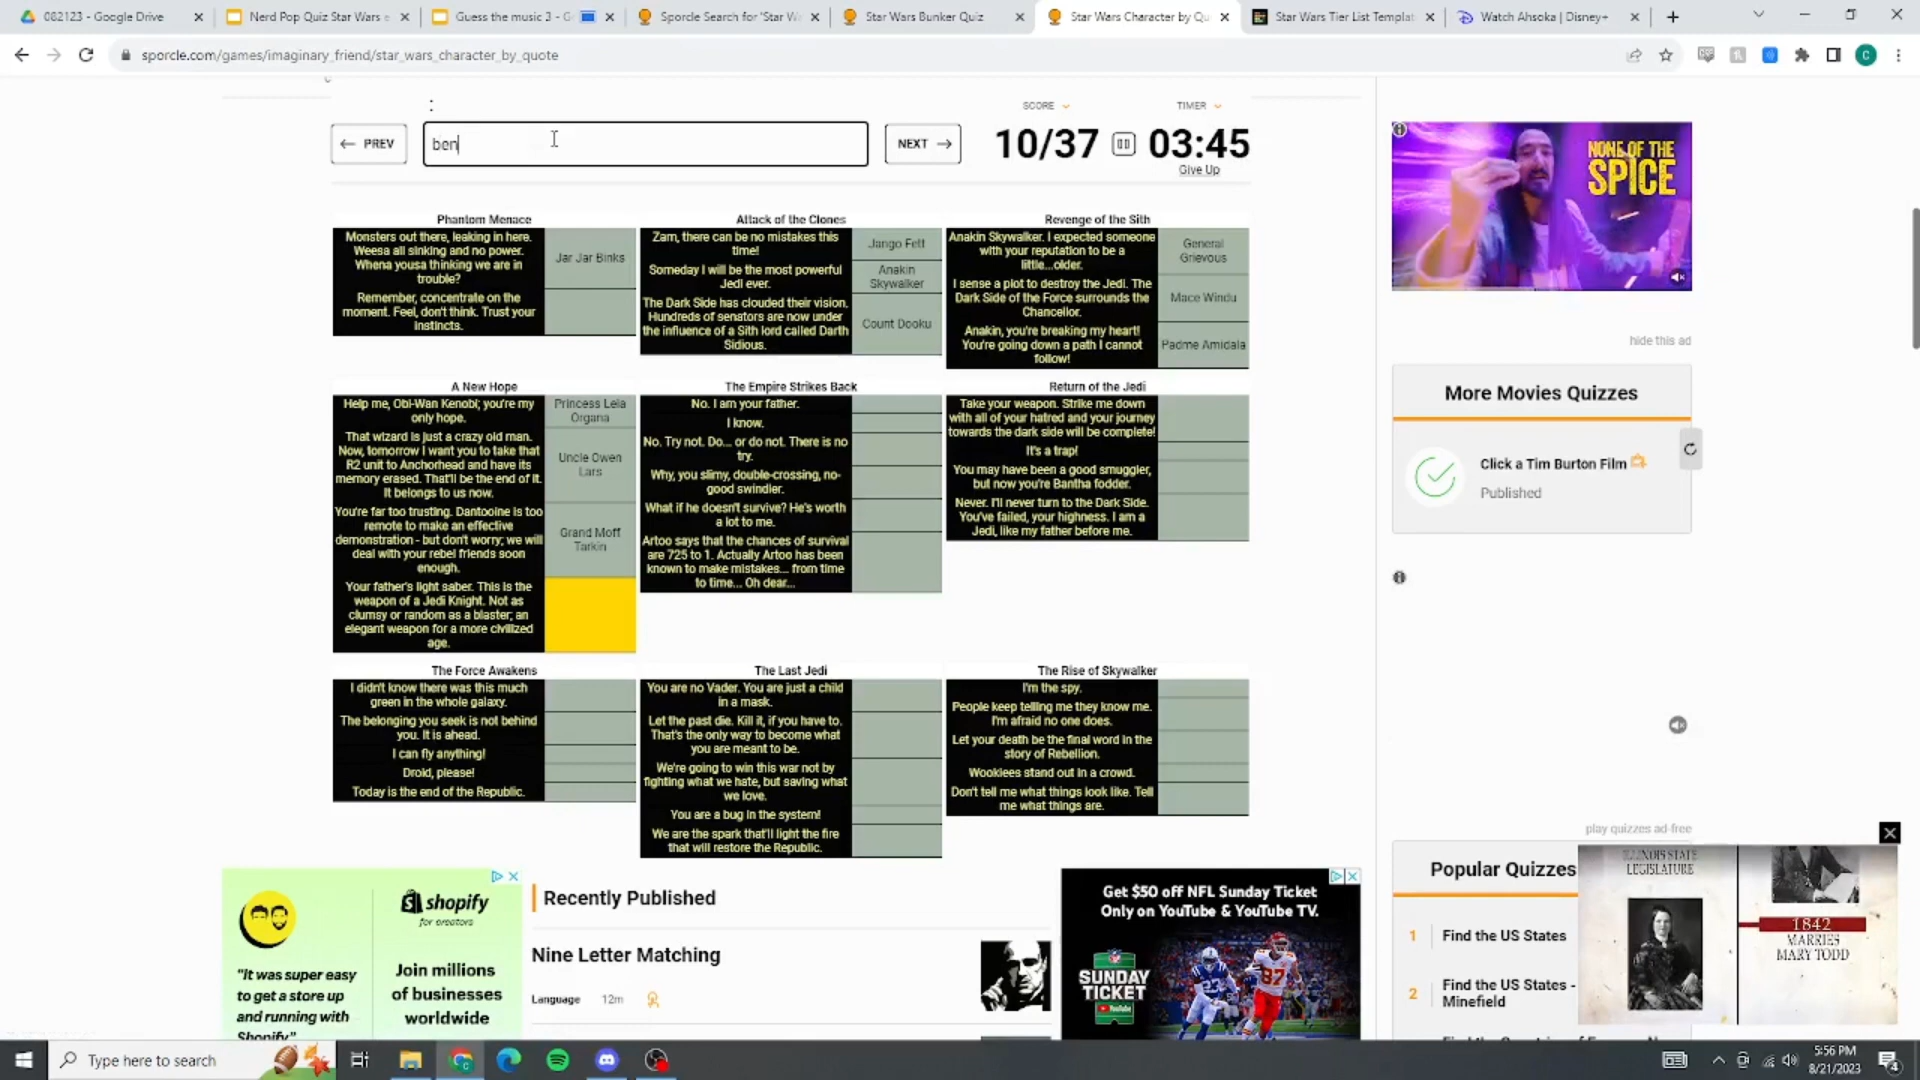 082123 - Google Drive
Nerd Pop Quiz Star Wars e
Guess the music 3 - G
Sporcle Search for 'Star W
Star Wars Bunker Quiz
Star Wars Character by Qu
Star Wars Tier List Templat
Watch Ahsoka | Disney+
sporcle.com/games/imaginary_friend/star_wars_character_by_quote
:
SCORE
TIMER
← PREV
ben
NEXT →
10/37
03:45
Give Up
Phantom Menace
Monsters out there, leaking in here.
Weesa all sinking and no power.
Whena yousa thinking we are in
trouble?
Jar Jar Binks
Remember, concentrate on the
moment. Feel, don't think. Trust your
instincts.
Attack of the Clones
Zam, there can be no mistakes this
time!
Jango Fett
Someday I will be the most powerful
Jedi ever.
Anakin
Skywalker
The Dark Side has clouded their vision.
Hundreds of senators are now under
the influence of a Sith lord called Darth
Sidious.
Count Dooku
Revenge of the Sith
Anakin Skywalker. I expected someone
with your reputation to be a
little...older.
General
Grievous
I sense a plot to destroy the Jedi. The
Dark Side of the Force surrounds the
Chancellor.
Mace Windu
Anakin, you're breaking my heart!
You're going down a path I cannot
follow!
Padme Amidala
A New Hope
Help me, Obi-Wan Kenobi; you're my
only hope.
Princess Leia
Organa
That wizard is just a crazy old man.
Now, tomorrow I want you to take that
R2 unit to Anchorhead and have its
memory erased. That'll be the end of it.
It belongs to us now.
Uncle Owen
Lars
You're far too trusting. Dantooine is too
remote to make an effective
demonstration - but don't worry; we will
deal with your rebel friends soon
enough.
Grand Moff
Tarkin
Your father's light saber. This is the
weapon of a Jedi Knight. Not as
clumsy or random as a blaster; an
elegant weapon for a more civilized
age.
The Empire Strikes Back
No. I am your father.
I know.
No. Try not. Do... or do not. There is no
try.
Why, you slimy, double-crossing, no-
good swindler.
What if he doesn't survive? He's worth
a lot to me.
Artoo says that the chances of survival
are 725 to 1. Actually Artoo has been
known to make mistakes... from time
to time... Oh dear...
Return of the Jedi
Take your weapon. Strike me down
with all of your hatred and your journey
towards the dark side will be complete!
It's a trap!
You may have been a good smuggler,
but now you're Bantha fodder.
Never. I'll never turn to the Dark Side.
You've failed, your highness. I am a
Jedi, like my father before me.
The Force Awakens
I didn't know there was this much
green in the whole galaxy.
The belonging you seek is not behind
you. It is ahead.
I can fly anything!
Droid, please!
Today is the end of the Republic.
The Last Jedi
You are no Vader. You are just a child
in a mask.
Let the past die. Kill it, if you have to.
That's the only way to become what
you are meant to be.
We're going to win this war not by
fighting what we hate, but saving what
we love.
You are a bug in the system!
We are the spark that'll light the fire
that will restore the Republic.
The Rise of Skywalker
I'm the spy.
People keep telling me they know me.
I'm afraid no one does.
Let your death be the final word in the
story of Rebellion.
Wookiees stand out in a crowd.
Don't tell me what things look like. Tell
me what things are.
NONE OF THE
SPICE
hide this ad
More Movies Quizzes
Click a Tim Burton Film
Published
play quizzes ad-free
Popular Quizzes
1 Find the US States
2 Find the US States -
Minefield
ILLINOIS STATE
LEGISLATURE
1842
MARRIES
MARY TODD
shopify
for creators
"It was super easy
to get a store up
and running with
Shopify"
Join millions
of businesses
worldwide
Recently Published
Nine Letter Matching
Language 12m
Get $50 off NFL Sunday Ticket
Only on YouTube & YouTube TV.
SUNDAY
TICKET
YouTube
Type here to search
5:56 PM
8/21/2023
4